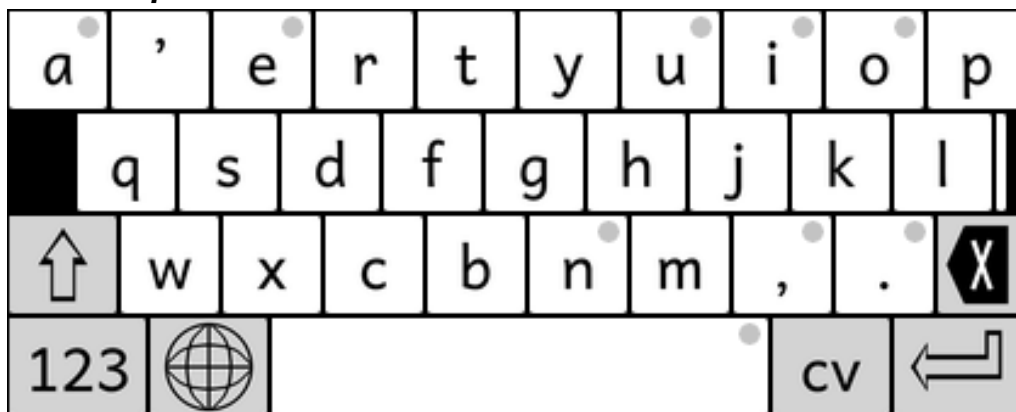 a ’ e r t y u i o p
q s d f g h j k l
w x c b n m , .
123 cv